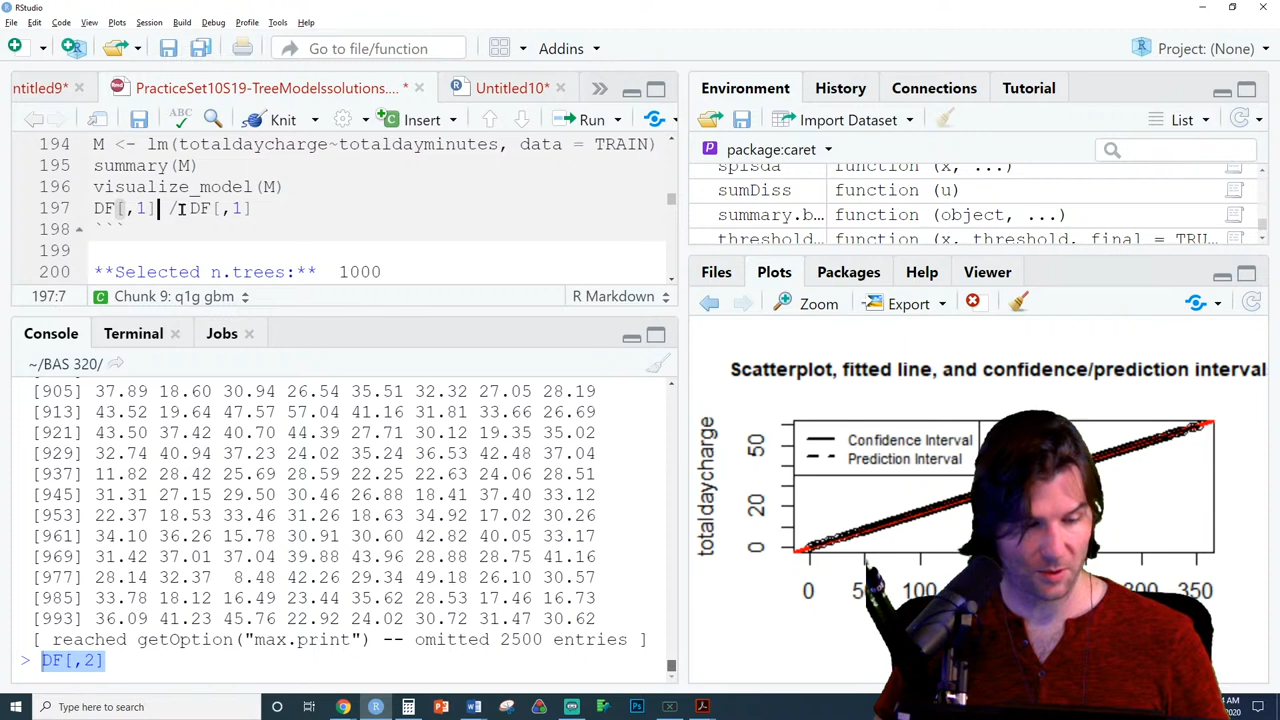 RStudio
File Edit Code View Plots Session Build Debug Profile Tools Help
Go to file/function Addins Project: (None)
ntitled9* PracticeSet10S19-TreeModelssolutions.... * Untitled10*
ABC Knit Insert Run
194 M <- lm(totaldaycharge~totaldayminutes, data = TRAIN)
195 summary(M)
196 visualize_model(M)
197 DF[,1] / DF[,1]
198 ```
199
200 **Selected n.trees:** 1000
197:7 Chunk 9: q1g gbm R Markdown
Console Terminal Jobs
~/BAS 320/
[905] 37.89 18.60 30.94 26.54 35.51 32.32 27.05 28.19
[913] 43.52 19.64 47.57 57.04 41.16 31.81 33.66 26.69
[921] 43.50 37.42 40.70 44.39 27.71 30.12 19.35 35.02
[929] 32.74 40.94 37.23 24.02 35.24 36.53 42.48 37.04
[937] 11.82 28.42 25.63 28.59 22.25 22.63 24.06 28.51
[945] 31.31 27.15 29.50 30.46 26.88 18.41 37.40 33.12
[953] 22.37 18.53 33.48 31.26 18.63 34.92 17.02 30.26
[961] 34.10 36.26 15.78 30.91 30.60 42.82 40.05 33.17
[969] 31.42 37.01 37.04 39.88 43.96 28.88 28.75 41.16
[977] 28.14 32.37 8.48 42.26 29.34 49.18 26.10 30.57
[985] 33.78 18.12 16.49 23.44 35.62 28.53 17.46 16.73
[993] 36.09 41.23 45.76 22.92 24.02 30.72 31.47 30.62
[ reached getOption("max.print") -- omitted 2500 entries ]
> DF[,2]
Environment History Connections Tutorial
Import Dataset List
package:caret
spisda function (x, ...)
sumDiss function (u)
summary.b... function (object, ...)
threshold... function (x, threshold, final = TRU...
Files Plots Packages Help Viewer
Zoom Export
Scatterplot, fitted line, and confidence/prediction interval
totaldaycharge
50
20
0
Confidence Interval
Prediction Interval
0 50 100 300 350
Type here to search
AM
2020